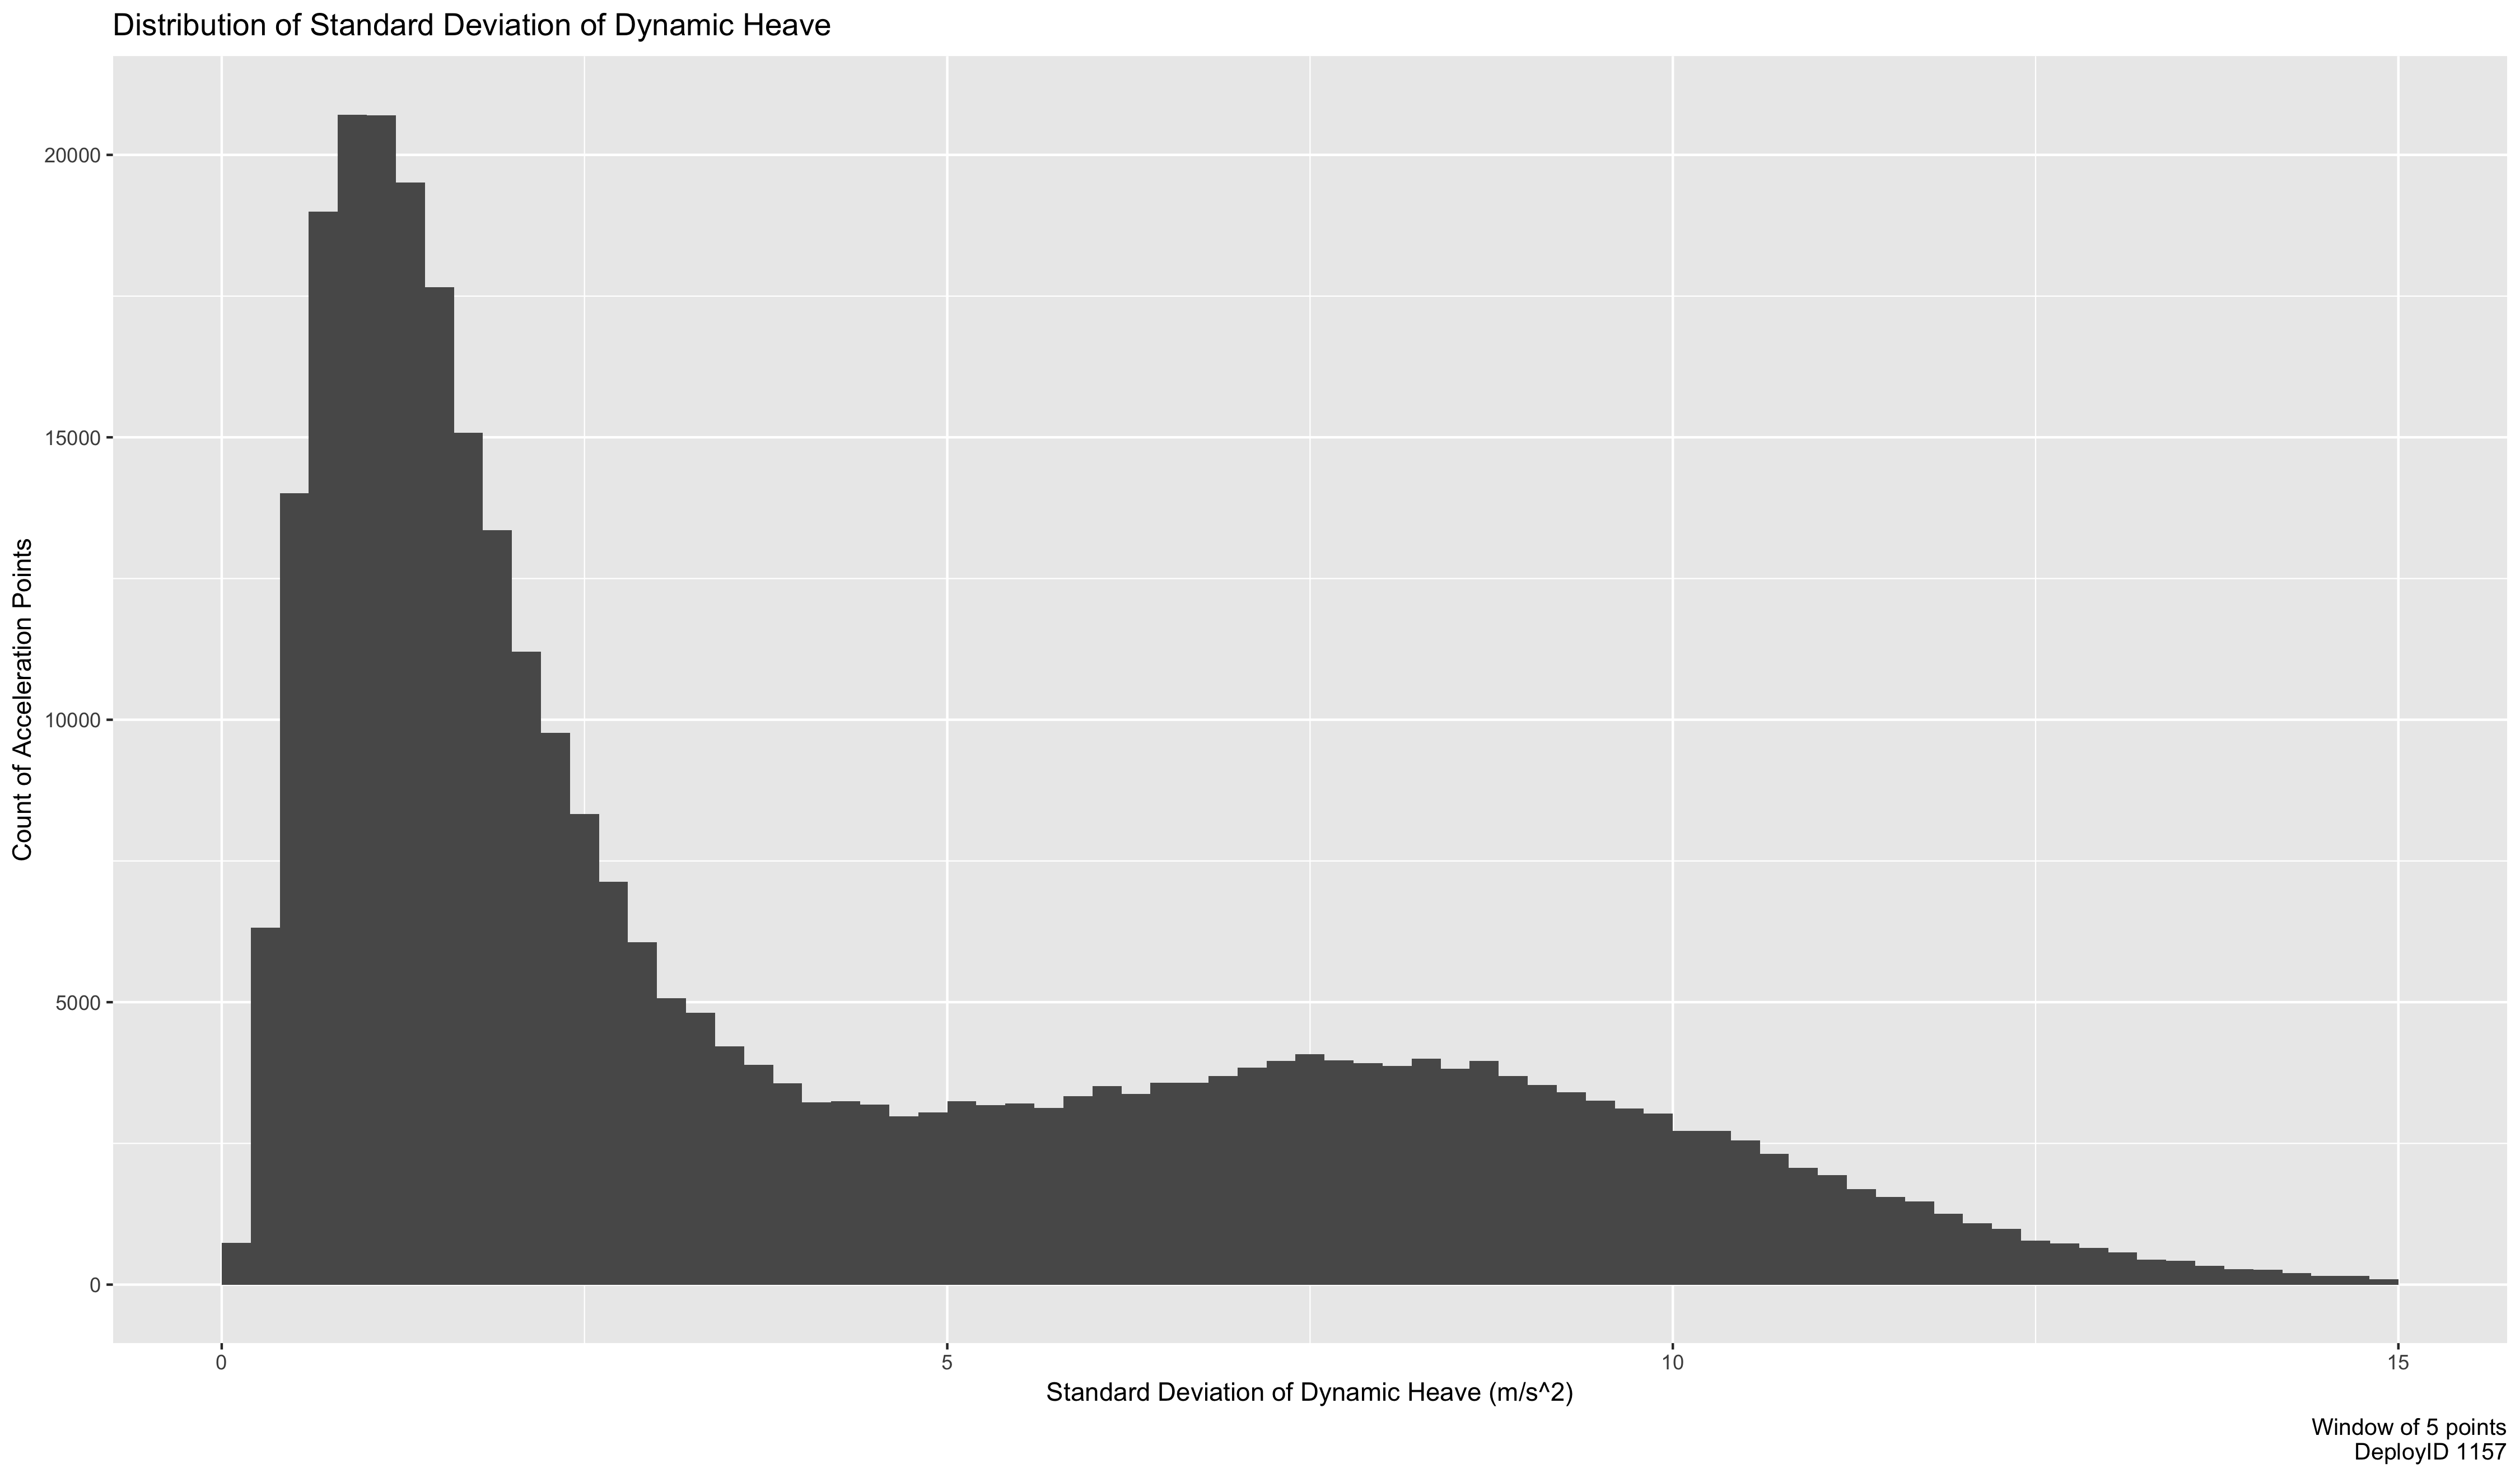 Distribution of Standard Deviation of Dynamic Heave
Count of Acceleration Points
20000
15000
10000
5000
0
0
5
10
15
Standard Deviation of Dynamic Heave (m/s^2)
Window of 5 points
DeployID 1157